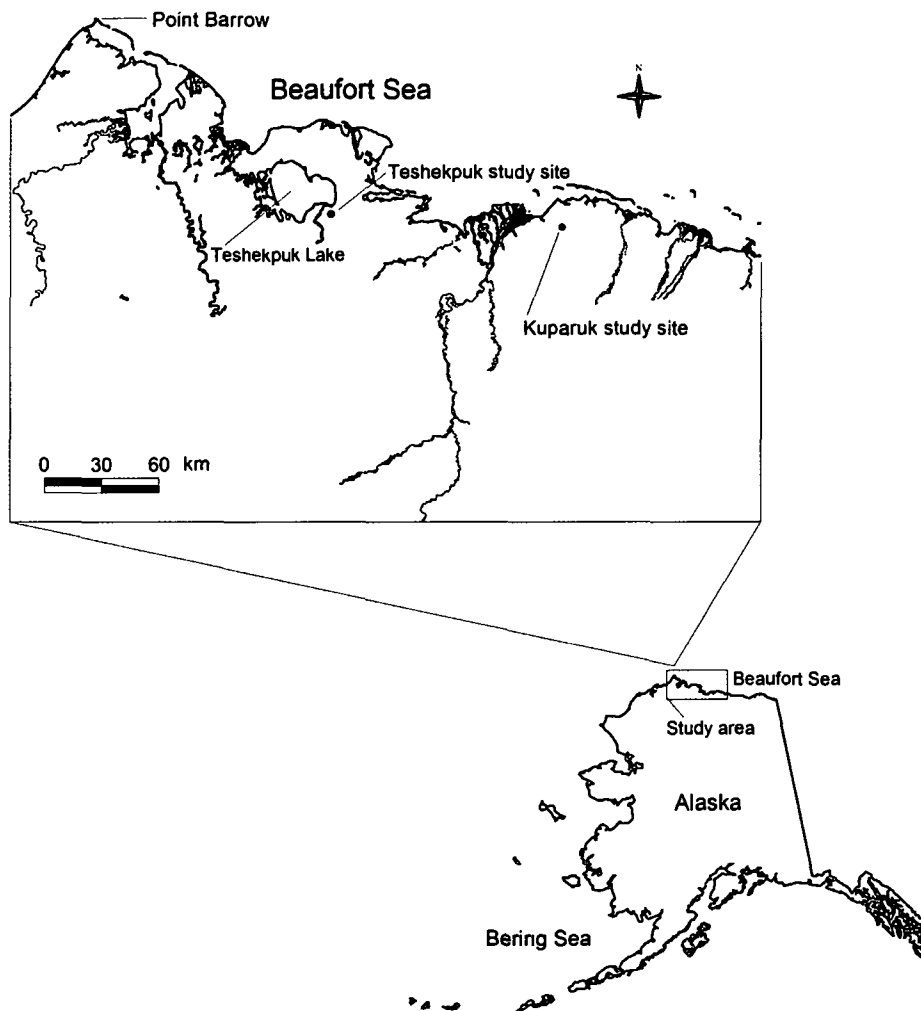 Point Barrow
N
Beaufort Sea
Teshekpuk study site
Teshekpuk Lake
Kuparuk study site
0 30 60 km
Beaufort Sea
Study area
Alaska
Bering Sea